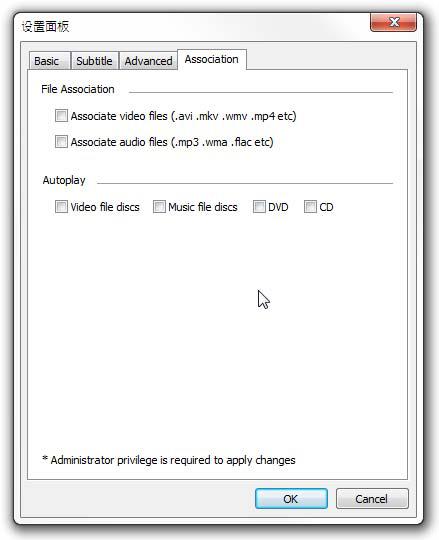 设置面板
Basic Subtitle Advanced Association
File Association
Associate video files (.avi .mkv .wmv .mp4 etc)
Associate audio files (.mp3 .wma .flac etc)
Autoplay
Video file discs Music file discs DVD CD
* Administrator privilege is required to apply changes
OK Cancel